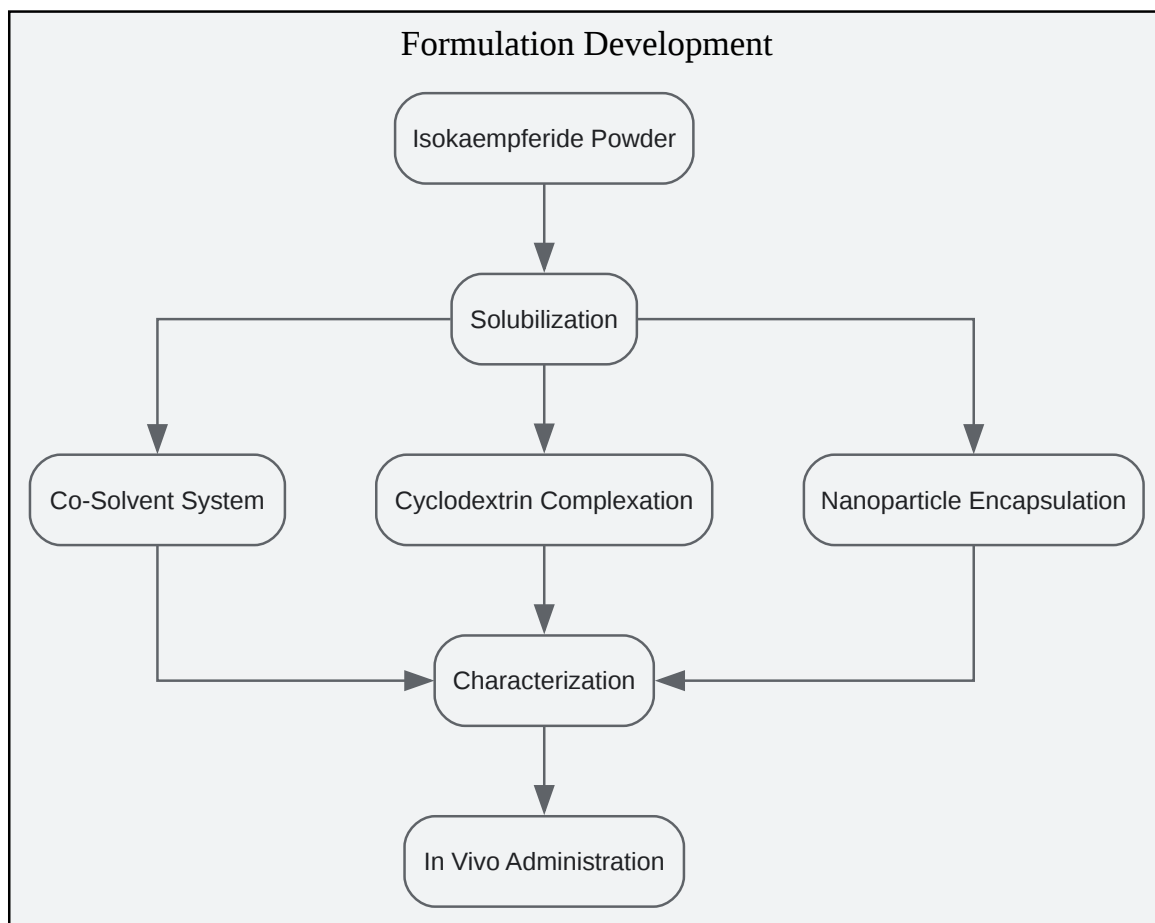 Formulation Development
Isokaempferide Powder
Solubilization
Co-Solvent System
Cyclodextrin Complexation
Nanoparticle Encapsulation
Characterization
In Vivo Administration